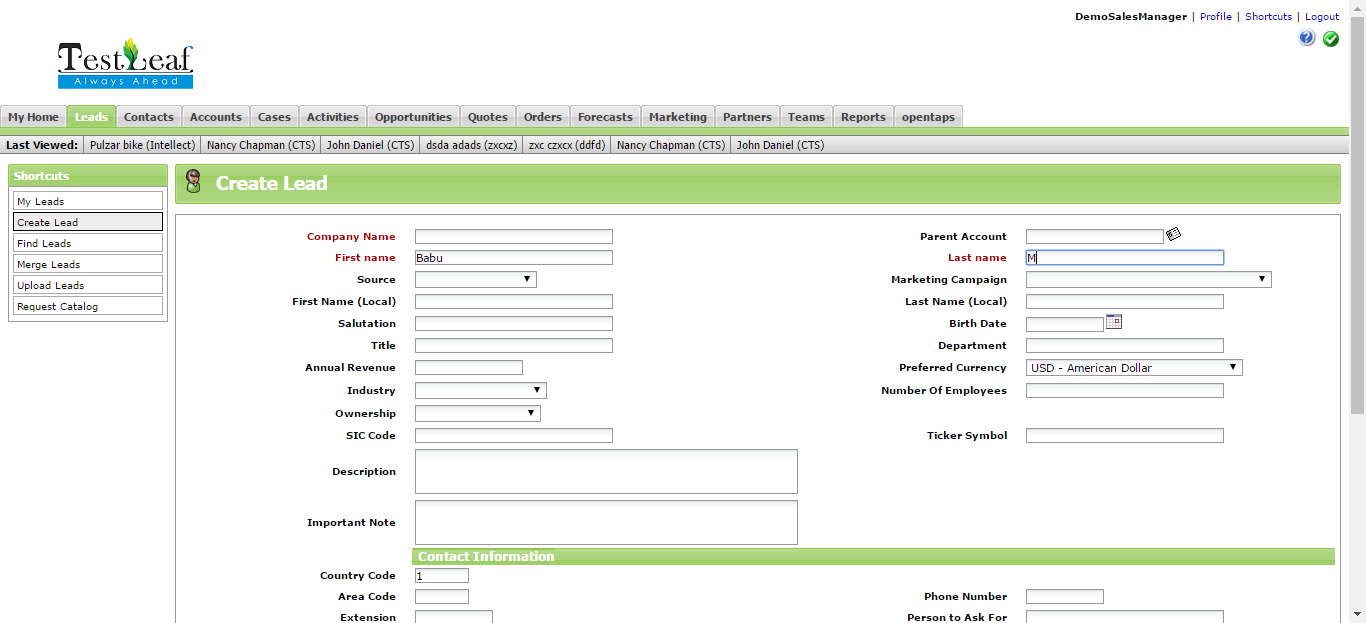 DemoSalesManager | Profile | Shortcuts | Logout
TestLeaf
Always Ahead
My Home Leads Contacts Accounts Cases Activities Opportunities Quotes Orders Forecasts Marketing Partners Teams Reports opentaps
Last Viewed: Pulzar bike (Intellect) Nancy Chapman (CTS) John Daniel (CTS) dsda adads (zxcxz) zxc czxcx (ddfd) Nancy Chapman (CTS) John Daniel (CTS)
Shortcuts
My Leads
Create Lead
Find Leads
Merge Leads
Upload Leads
Request Catalog
Create Lead
Company Name Parent Account
First name Babu Last name M
Source Marketing Campaign
First Name (Local) Last Name (Local)
Salutation Birth Date
Title Department
Annual Revenue Preferred Currency USD - American Dollar
Industry Number Of Employees
Ownership
SIC Code Ticker Symbol
Description
Important Note
Contact Information
Country Code 1
Area Code Phone Number
Extension Person to Ask For